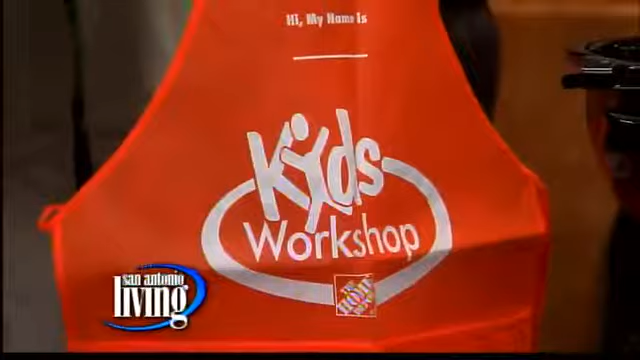 Hi, My Name is
Kids
Workshop
san antonio
living